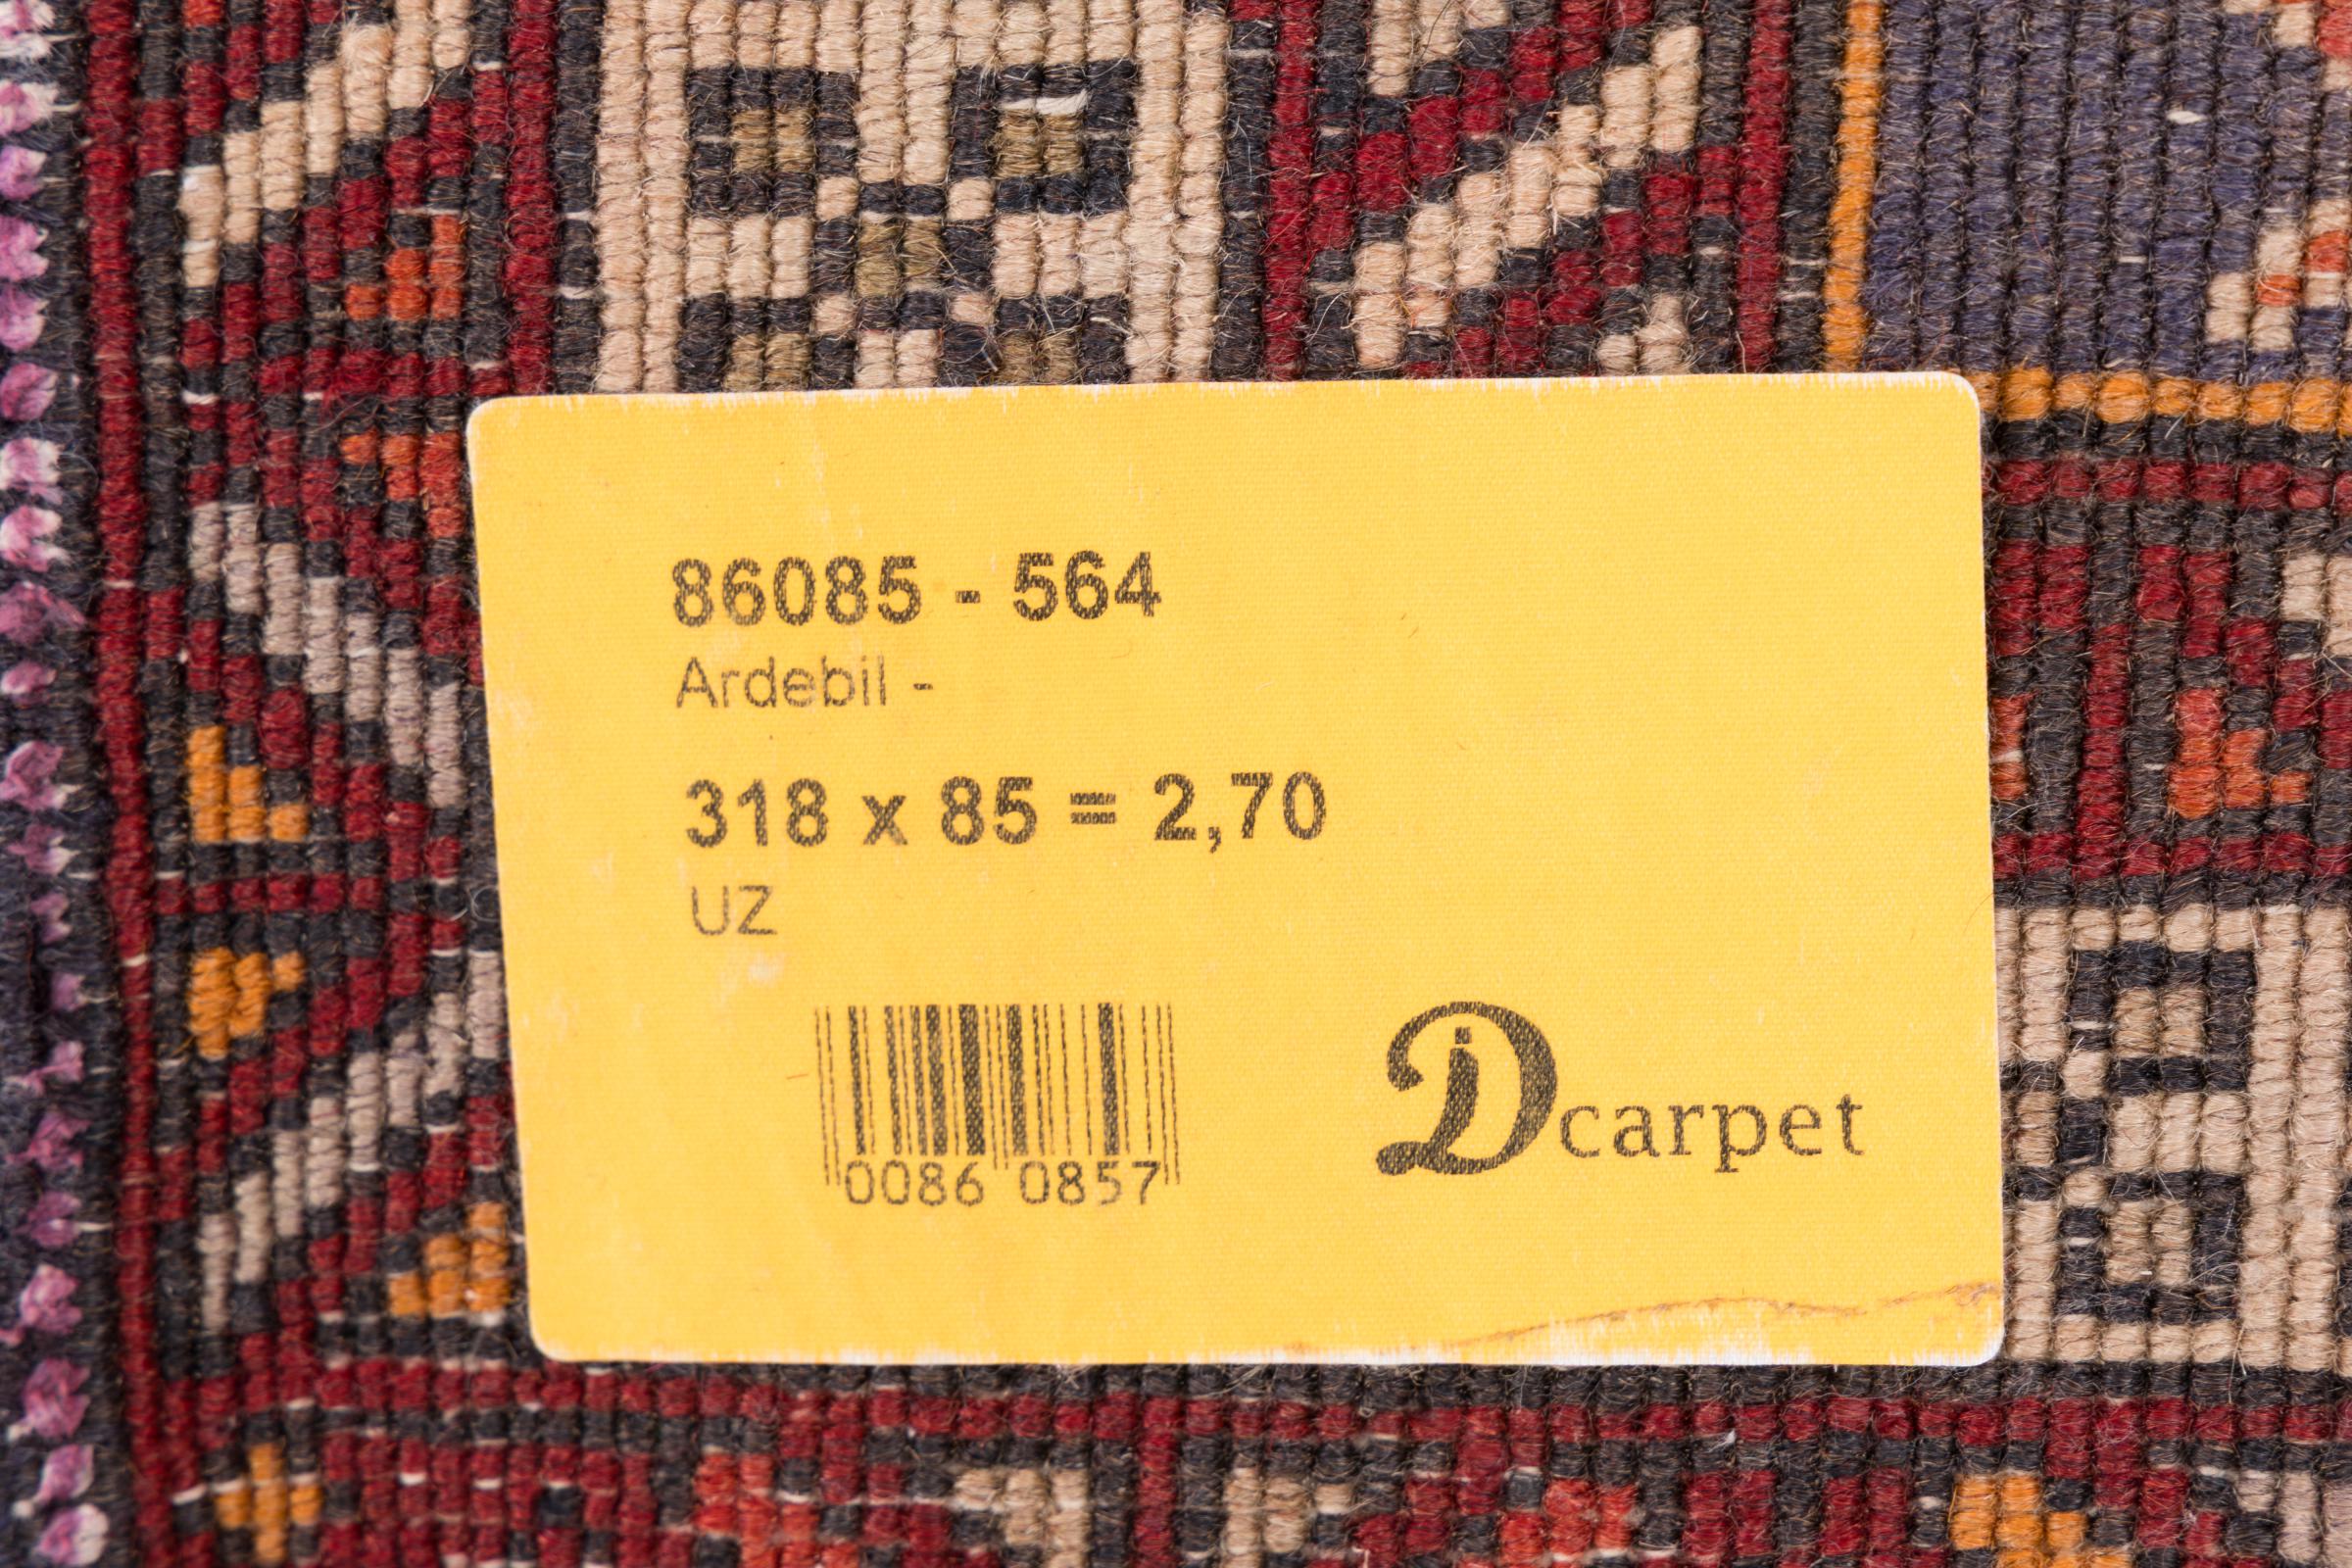 86085 - 564
Ardebil -
318 x 85 = 2,70
UZ
0086 0857
Dcarpet